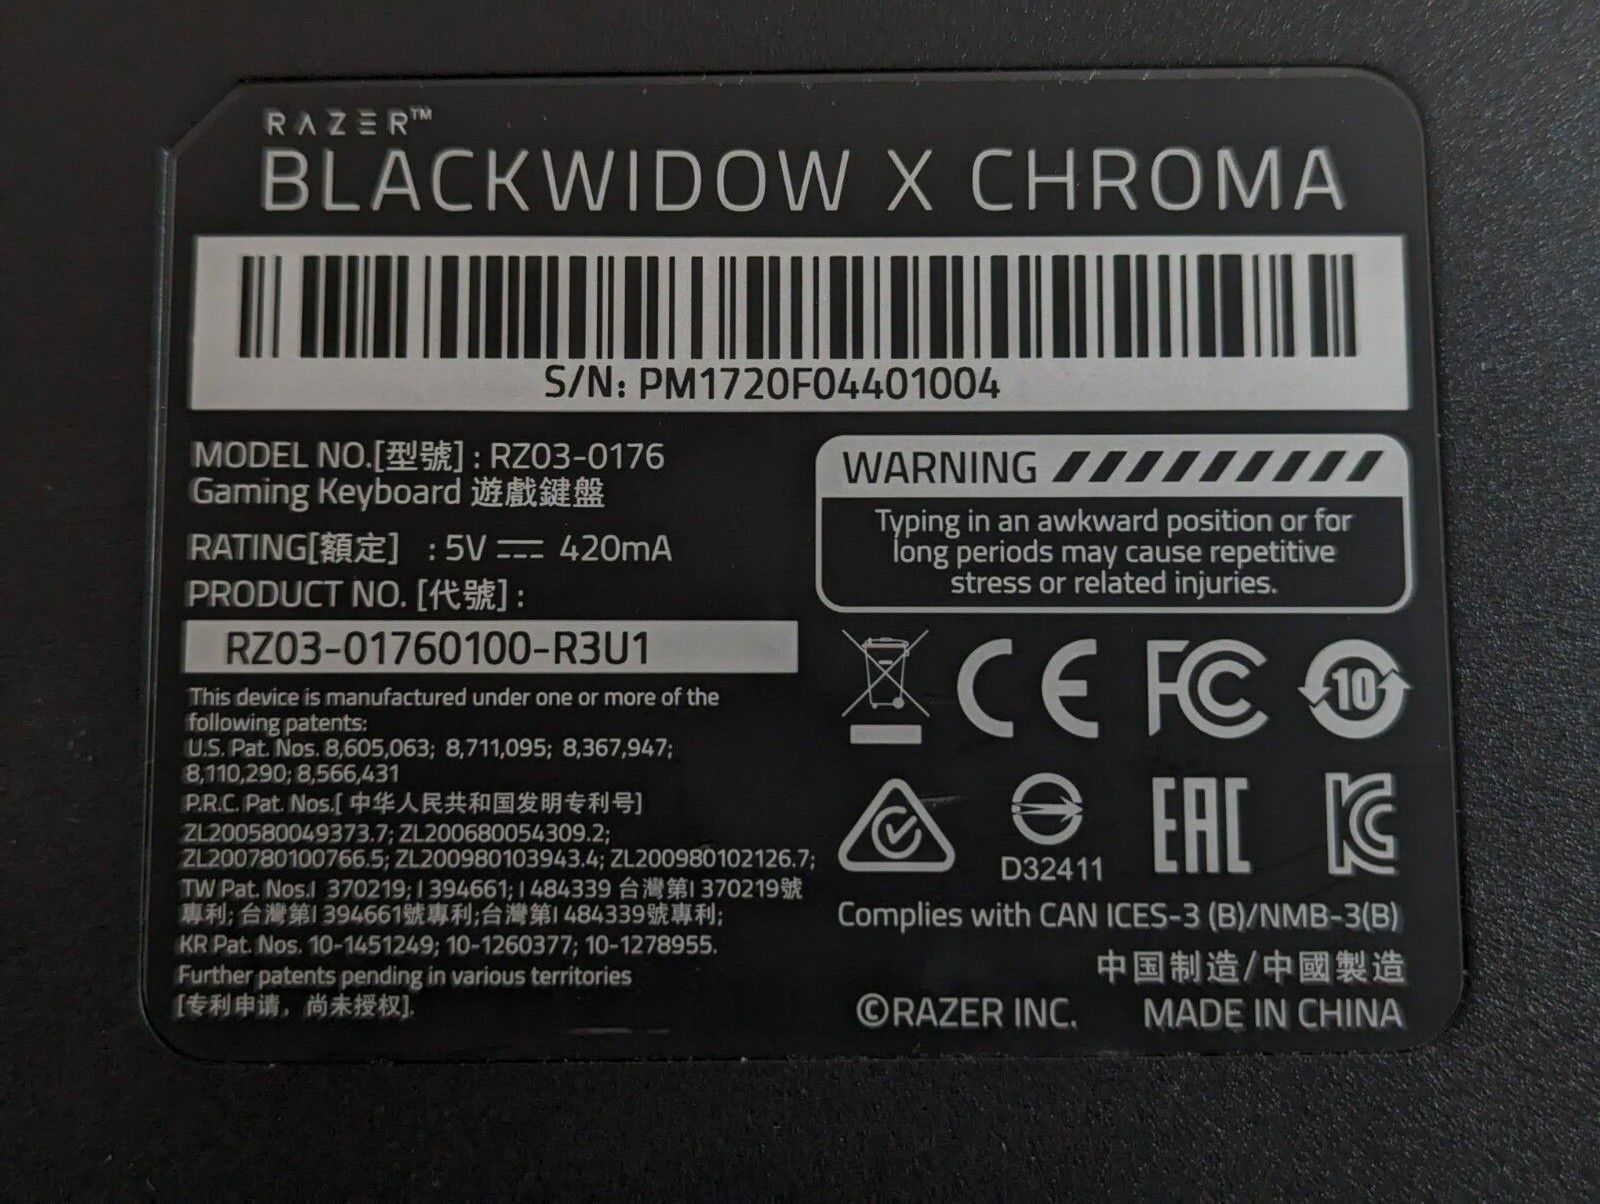 RAZER™
BLACKWIDOW X CHROMA
S/N: PM1720F04401004
MODEL NO.[型號] : RZ03-0176
Gaming Keyboard 遊戲鍵盤
RATING[額定] : 5V ⎓ 420mA
PRODUCT NO. [代號] :
RZ03-01760100-R3U1
This device is manufactured under one or more of the
following patents:
U.S. Pat. Nos. 8,605,063; 8,711,095; 8,367,947;
8,110,290; 8,566,431
P.R.C. Pat. Nos.[ 中华人民共和国发明专利号]
ZL200580049373.7; ZL200680054309.2;
ZL200780100766.5; ZL200980103943.4; ZL200980102126.7;
TW Pat. Nos.I 370219; I 394661; I 484339 台灣第I 370219號
專利; 台灣第I 394661號專利;台灣第I 484339號專利;
KR Pat. Nos. 10-1451249; 10-1260377; 10-1278955.
Further patents pending in various territories
[专利申请，尚未授权].
WARNING
Typing in an awkward position or for
long periods may cause repetitive
stress or related injuries.
CE FC 10
D32411
EAC
KC
Complies with CAN ICES-3 (B)/NMB-3(B)
中国制造/中國製造
©RAZER INC. MADE IN CHINA